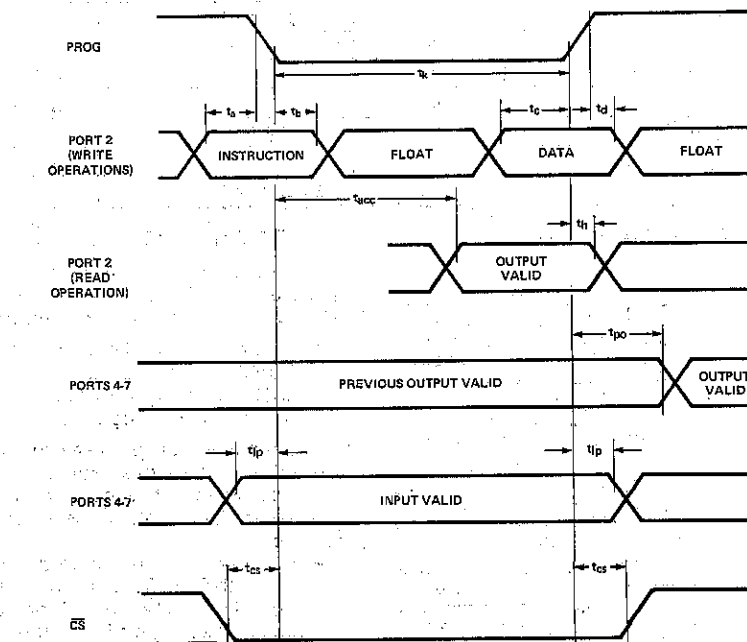 PROG
tK
ta
tb
tc
td
PORT 2
(WRITE
OPERATIONS)
INSTRUCTION
FLOAT
DATA
FLOAT
tacc
th
PORT 2
(READ
OPERATION)
OUTPUT
VALID
tpo
PORTS 4-7
PREVIOUS OUTPUT VALID
OUTPUT
VALID
tip
tip
PORTS 4-7
INPUT VALID
tcs
tcs
CS